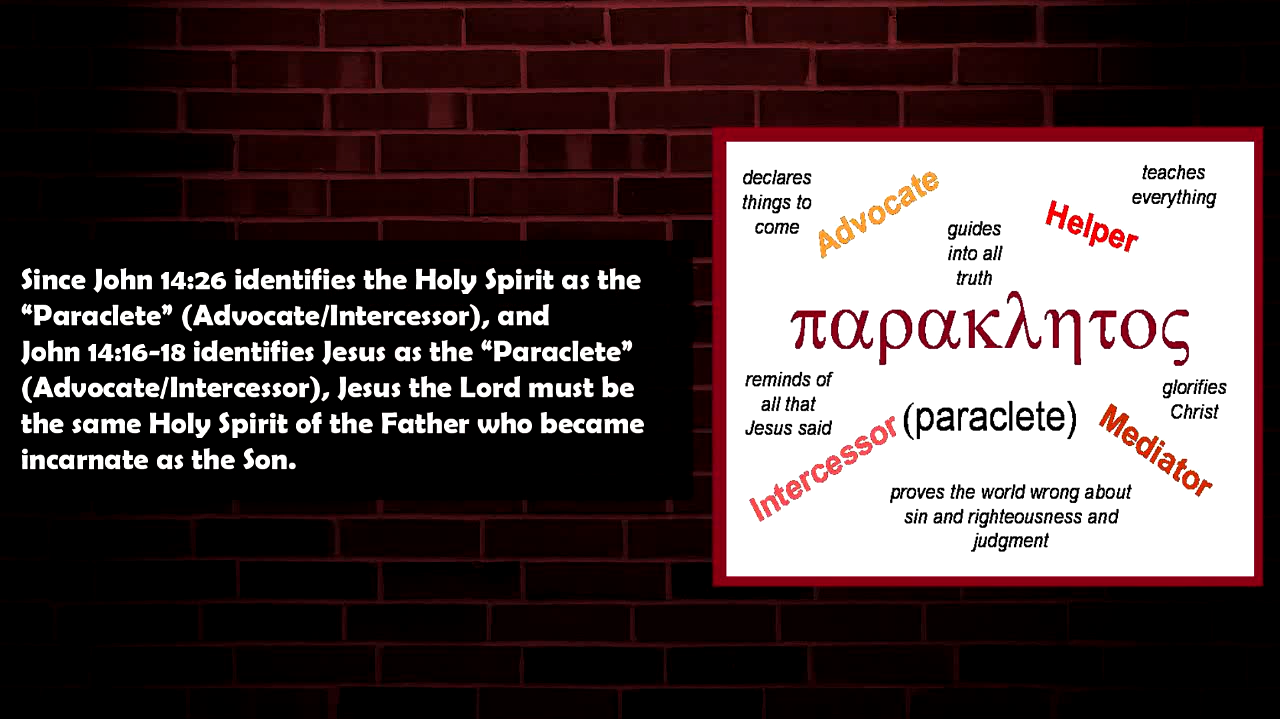 Since John 14:26 identifies the Holy Spirit as the
“Paraclete” (Advocate/Intercessor), and
John 14:16-18 identifies Jesus as the “Paraclete”
(Advocate/Intercessor), Jesus the Lord must be
the same Holy Spirit of the Father who became
incarnate as the Son.
declares
things to
come
Advocate
guides
into all
truth
Helper
teaches
everything
παρακλητος
(paraclete)
reminds of
all that
Jesus said
Intercessor
glorifies
Christ
Mediator
proves the world wrong about
sin and righteousness and
judgment